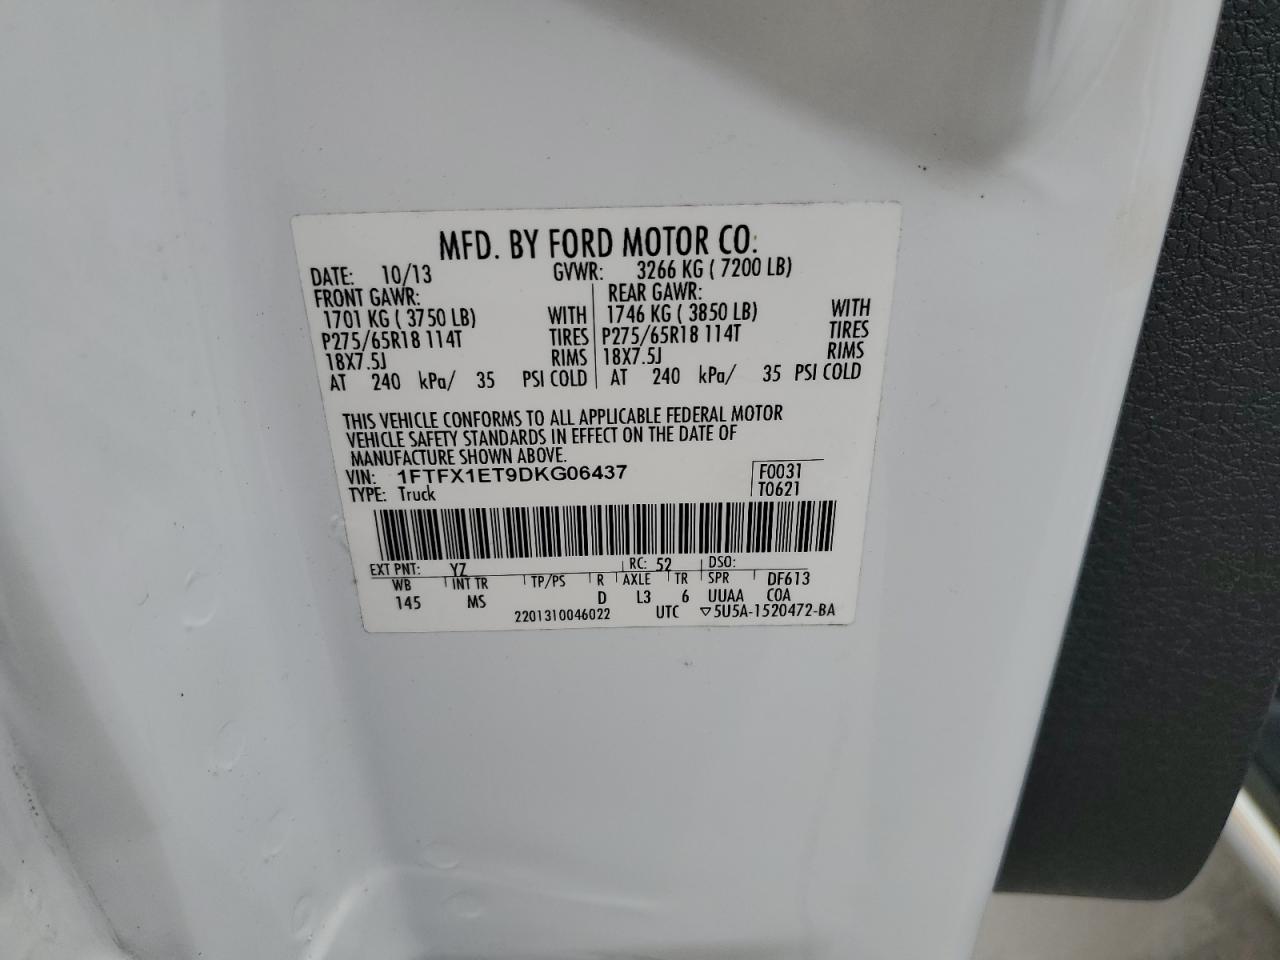 MFD. BY FORD MOTOR CO.
DATE: 10/13 GVWR: 3266 KG ( 7200 LB)
FRONT GAWR: REAR GAWR:
1701 KG ( 3750 LB) WITH 1746 KG ( 3850 LB) WITH
P275/65R18 114T TIRES P275/65R18 114T TIRES
18X7.5J RIMS 18X7.5J RIMS
AT 240 kPa/ 35 PSI COLD AT 240 kPa/ 35 PSI COLD
THIS VEHICLE CONFORMS TO ALL APPLICABLE FEDERAL MOTOR
VEHICLE SAFETY STANDARDS IN EFFECT ON THE DATE OF
MANUFACTURE SHOWN ABOVE.
VIN: 1FTFX1ET9DKG06437 F0031
TYPE: Truck T0621
EXT PNT: YZ RC: 52 DSO:
WB INT TR TP/PS R AXLE TR SPR DF613
145 MS D L3 6 UUAA COA
2201310046022 UTC ▽5U5A-1520472-BA